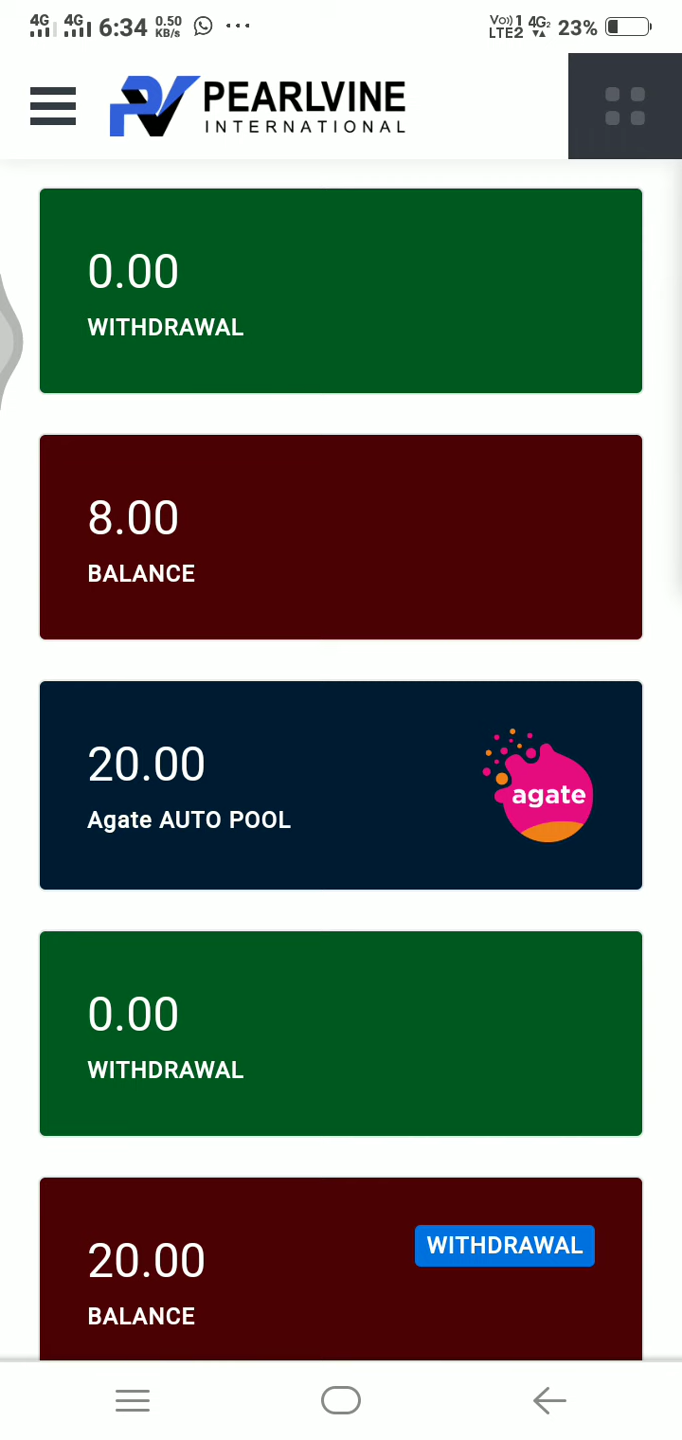 4G 4G 6:34 0.50 KB/s ... Vo)) 1 LTE2 4G2 23%
PEARLVINE
INTERNATIONAL
0.00
WITHDRAWAL
8.00
BALANCE
20.00
agate
Agate AUTO POOL
0.00
WITHDRAWAL
WITHDRAWAL
20.00
BALANCE